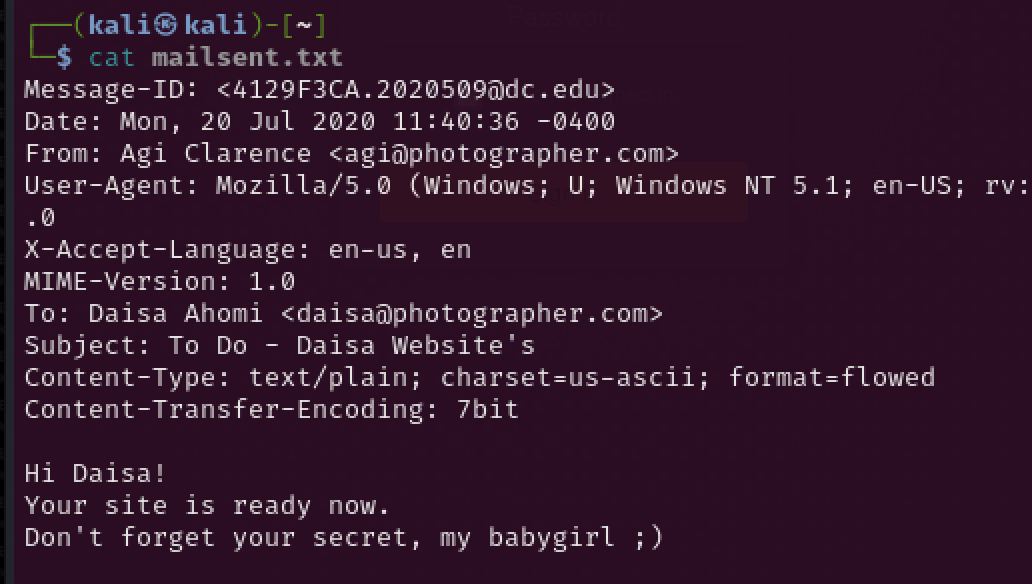 ┌──(kali㉿kali)-[~]
└─$ cat mailsent.txt
Message-ID: <4129F3CA.2020509@dc.edu>
Date: Mon, 20 Jul 2020 11:40:36 -0400
From: Agi Clarence <agi@photographer.com>
User-Agent: Mozilla/5.0 (Windows; U; Windows NT 5.1; en-US; rv:
.0
X-Accept-Language: en-us, en
MIME-Version: 1.0
To: Daisa Ahomi <daisa@photographer.com>
Subject: To Do - Daisa Website's
Content-Type: text/plain; charset=us-ascii; format=flowed
Content-Transfer-Encoding: 7bit

Hi Daisa!
Your site is ready now.
Don't forget your secret, my babygirl ;)